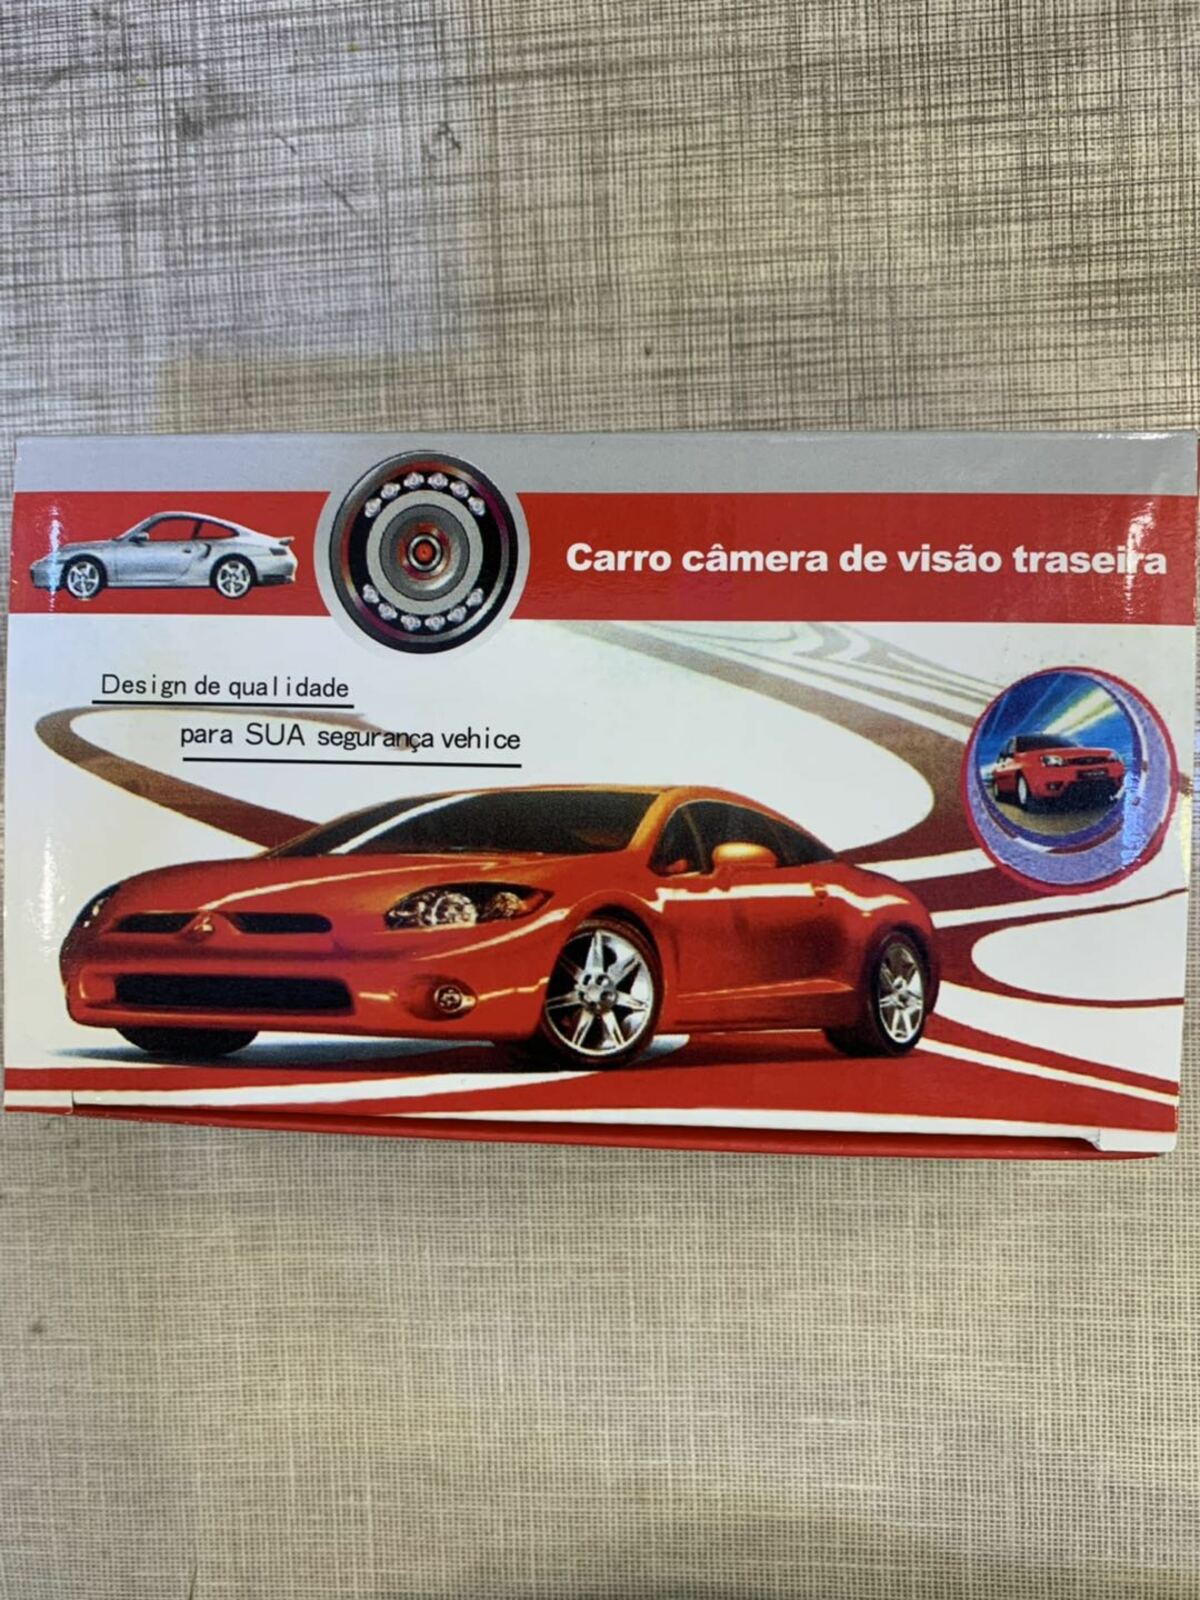 Carro câmera de visão traseira
Design de qualidade
para SUA segurança vehice